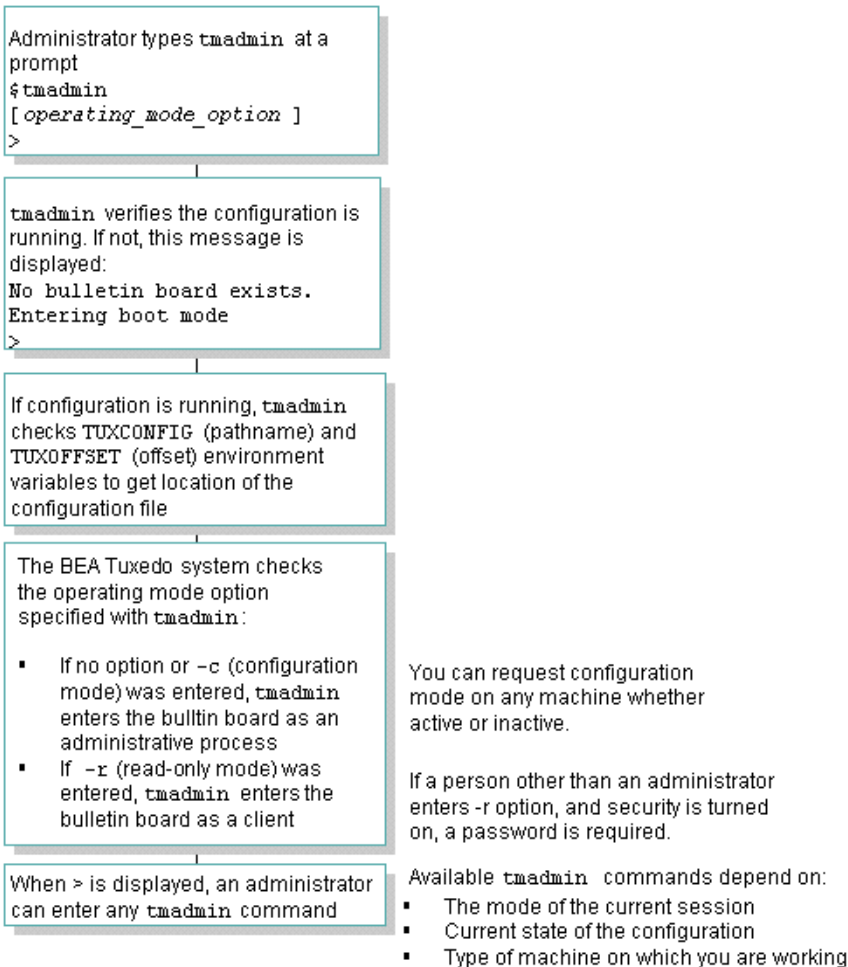 Administrator types tmadmin at a
prompt
$tmadmin
[operating_mode_option ]
>
tmadmin verifies the configuration is
running. If not, this message is
displayed:
No bulletin board exists.
Entering boot mode
>
If configuration is running, tmadmin
checks TUXCONFIG (pathname) and
TUXOFFSET (offset) environment
variables to get location of the
configuration file
The BEA Tuxedo system checks
the operating mode option
specified with tmadmin:
▪ If no option or -c (configuration
mode) was entered, tmadmin
enters the bulltin board as an
administrative process
▪ If -r (read-only mode) was
entered, tmadmin enters the
bulletin board as a client
You can request configuration
mode on any machine whether
active or inactive.
If a person other than an administrator
enters -r option, and security is turned
on, a password is required.
When > is displayed, an administrator
can enter any tmadmin command
Available tmadmin commands depend on:
▪ The mode of the current session
▪ Current state of the configuration
▪ Type of machine on which you are working